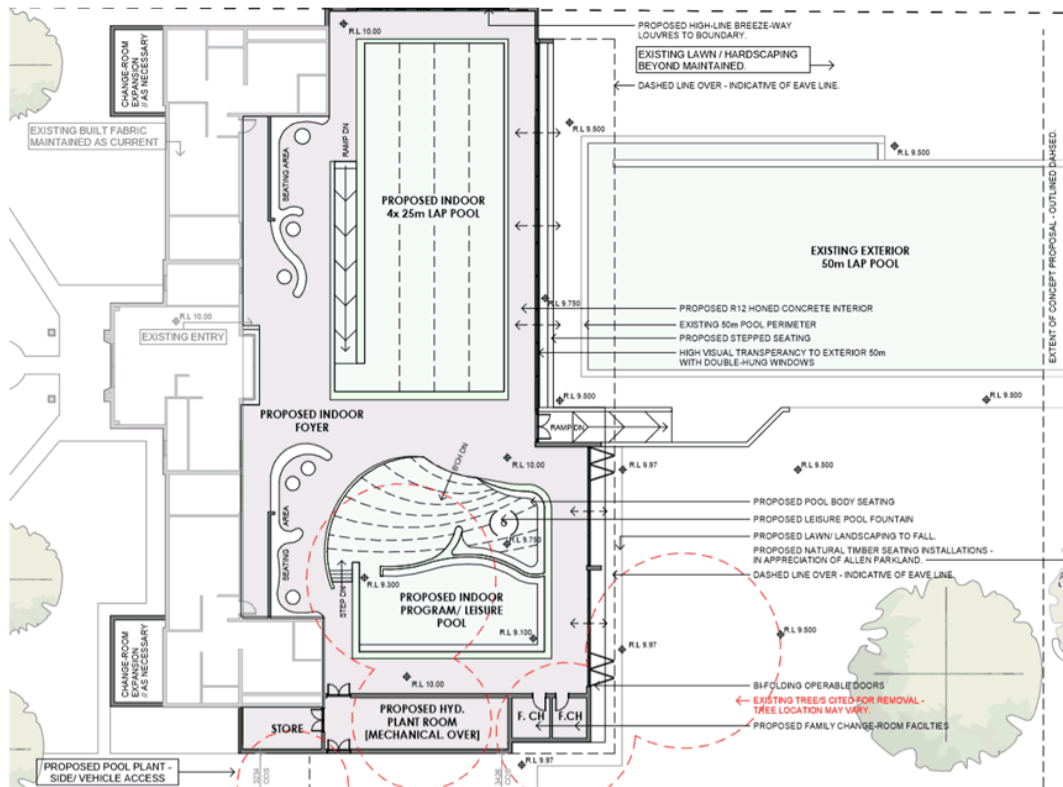 R.L 10.00
PROPOSED HIGH-LINE BREEZE-WAY
LOUVRES TO BOUNDARY.
EXISTING LAWN / HARDSCAPING
BEYOND MAINTAINED.
DASHED LINE OVER - INDICATIVE OF EAVE LINE.
CHANGE-ROOM
EXPANSION
// AS NECESSARY
EXISTING BUILT FABRIC
MAINTAINED AS CURRENT
SEATING AREA
RAMP DN
R.L 9.500
R.L 9.500
EXTENT OF CONCEPT PROPOSAL - OUTLINED DAHSED.
PROPOSED INDOOR
4x 25m LAP POOL
EXISTING EXTERIOR
50m LAP POOL
R.L 9.750
PROPOSED R12 HONED CONCRETE INTERIOR
R.L 10.00
EXISTING 50m POOL PERIMETER
EXISTING ENTRY
PROPOSED STEPPED SEATING
HIGH VISUAL TRANSPERANCY TO EXTERIOR 50m
WITH DOUBLE-HUNG WINDOWS
R.L 9.500
R.L 9.500
PROPOSED INDOOR
FOYER
RAMP DN
B'CH DN
R.L 10.00
R.L 9.97
R.L 9.500
SEATING AREA
PROPOSED POOL BODY SEATING
PROPOSED LEISURE POOL FOUNTAIN
R.L 9.750
PROPOSED LAWN/ LANDSCAPING TO FALL.
PROPOSED NATURAL TIMBER SEATING INSTALLATIONS -
IN APPRECIATION OF ALLEN PARKLAND.
DASHED LINE OVER - INDICATIVE OF EAVE LINE
STEP DN
R.L 9.300
PROPOSED INDOOR
PROGRAM/ LEISURE
POOL
R.L 9.100
R.L 9.500
CHANGE-ROOM
EXPANSION
// AS NECESSARY
R.L 9.97
R.L 10.00
BI-FOLDING OPERABLE DOORS
EXISTING TREE/S CITED FOR REMOVAL -
TREE LOCATION MAY VARY.
STORE
PROPOSED HYD.
PLANT ROOM
[MECHANICAL. OVER]
F. CH
F.CH
PROPOSED FAMILY CHANGE-ROOM FACILTIES
PROPOSED POOL PLANT -
SIDE/ VEHICLE ACCESS
3234
COS
3426
COS
R.L 9.97